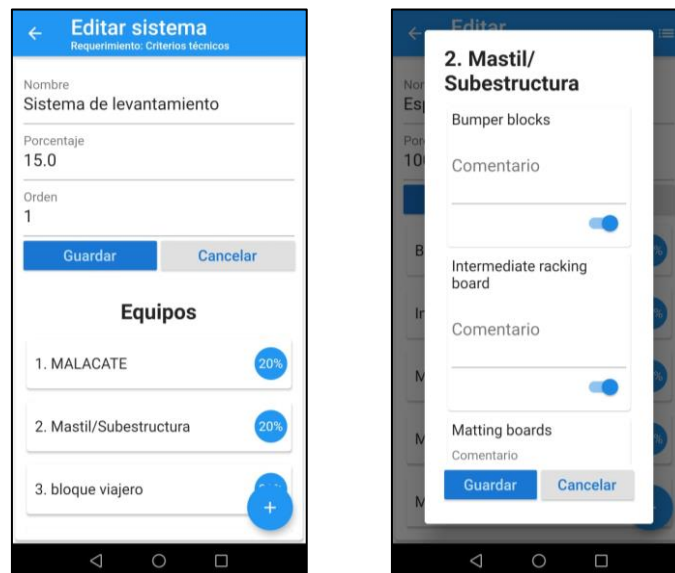 Editar sistema
Requerimiento: Criterios técnicos
Nombre
Sistema de levantamiento
Porcentaje
15.0
Orden
1
Guardar
Cancelar
Equipos
1. MALACATE
20%
2. Mastil/Subestructura
20%
3. bloque viajero
+
Editar
2. Mastil/
Subestructura
Bumper blocks
Comentario
Intermediate racking
board
Comentario
Matting boards
Comentario
Guardar
Cancelar